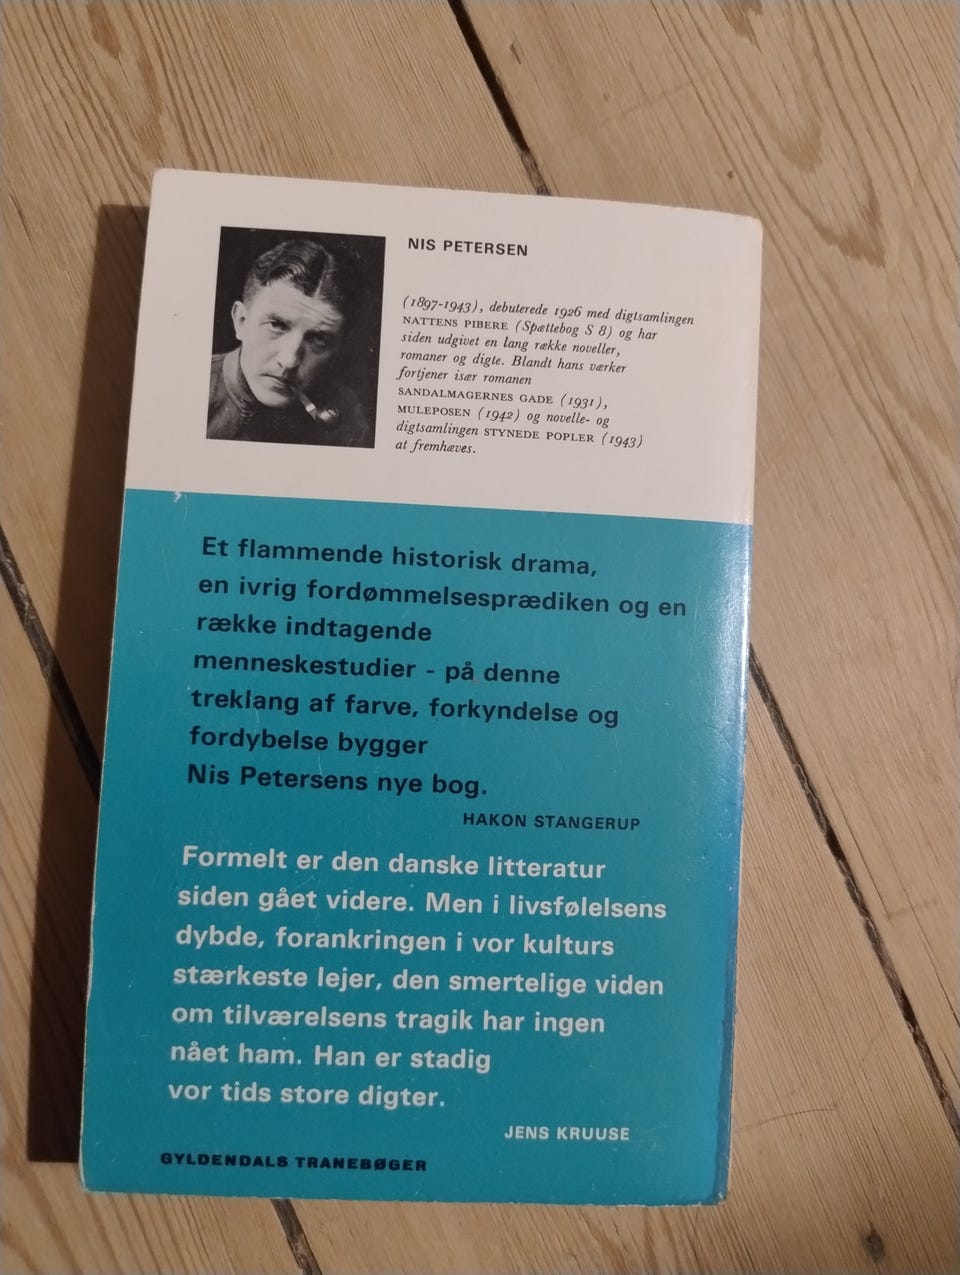 NIS PETERSEN
(1897-1943), debuterede 1926 med digtsamlingen
NATTENS PIBERE (Spættebog S 8) og har
siden udgivet en lang række noveller,
romaner og digte. Blandt hans værker
fortjener især romanen
SANDALMAGERNES GADE (1931),
MULEPOSEN (1942) og novelle- og
digtsamlingen STYNEDE POPLER (1943)
at fremhæves.
Et flammende historisk drama,
en ivrig fordømmelsesprædiken og en
række indtagende
menneskestudier - på denne
treklang af farve, forkyndelse og
fordybelse bygger
Nis Petersens nye bog.
HAKON STANGERUP
Formelt er den danske litteratur
siden gået videre. Men i livsfølelsens
dybde, forankringen i vor kulturs
stærkeste lejer, den smertelige viden
om tilværelsens tragik har ingen
nået ham. Han er stadig
vor tids store digter.
JENS KRUUSE
GYLDENDALS TRANEBØGER